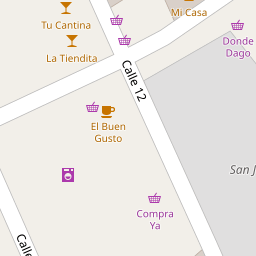 Tu Cantina
Mi Casa
Donde
Dago
La Tiendita
Calle 12
El Buen
Gusto
San J
Compra
Ya
Calle